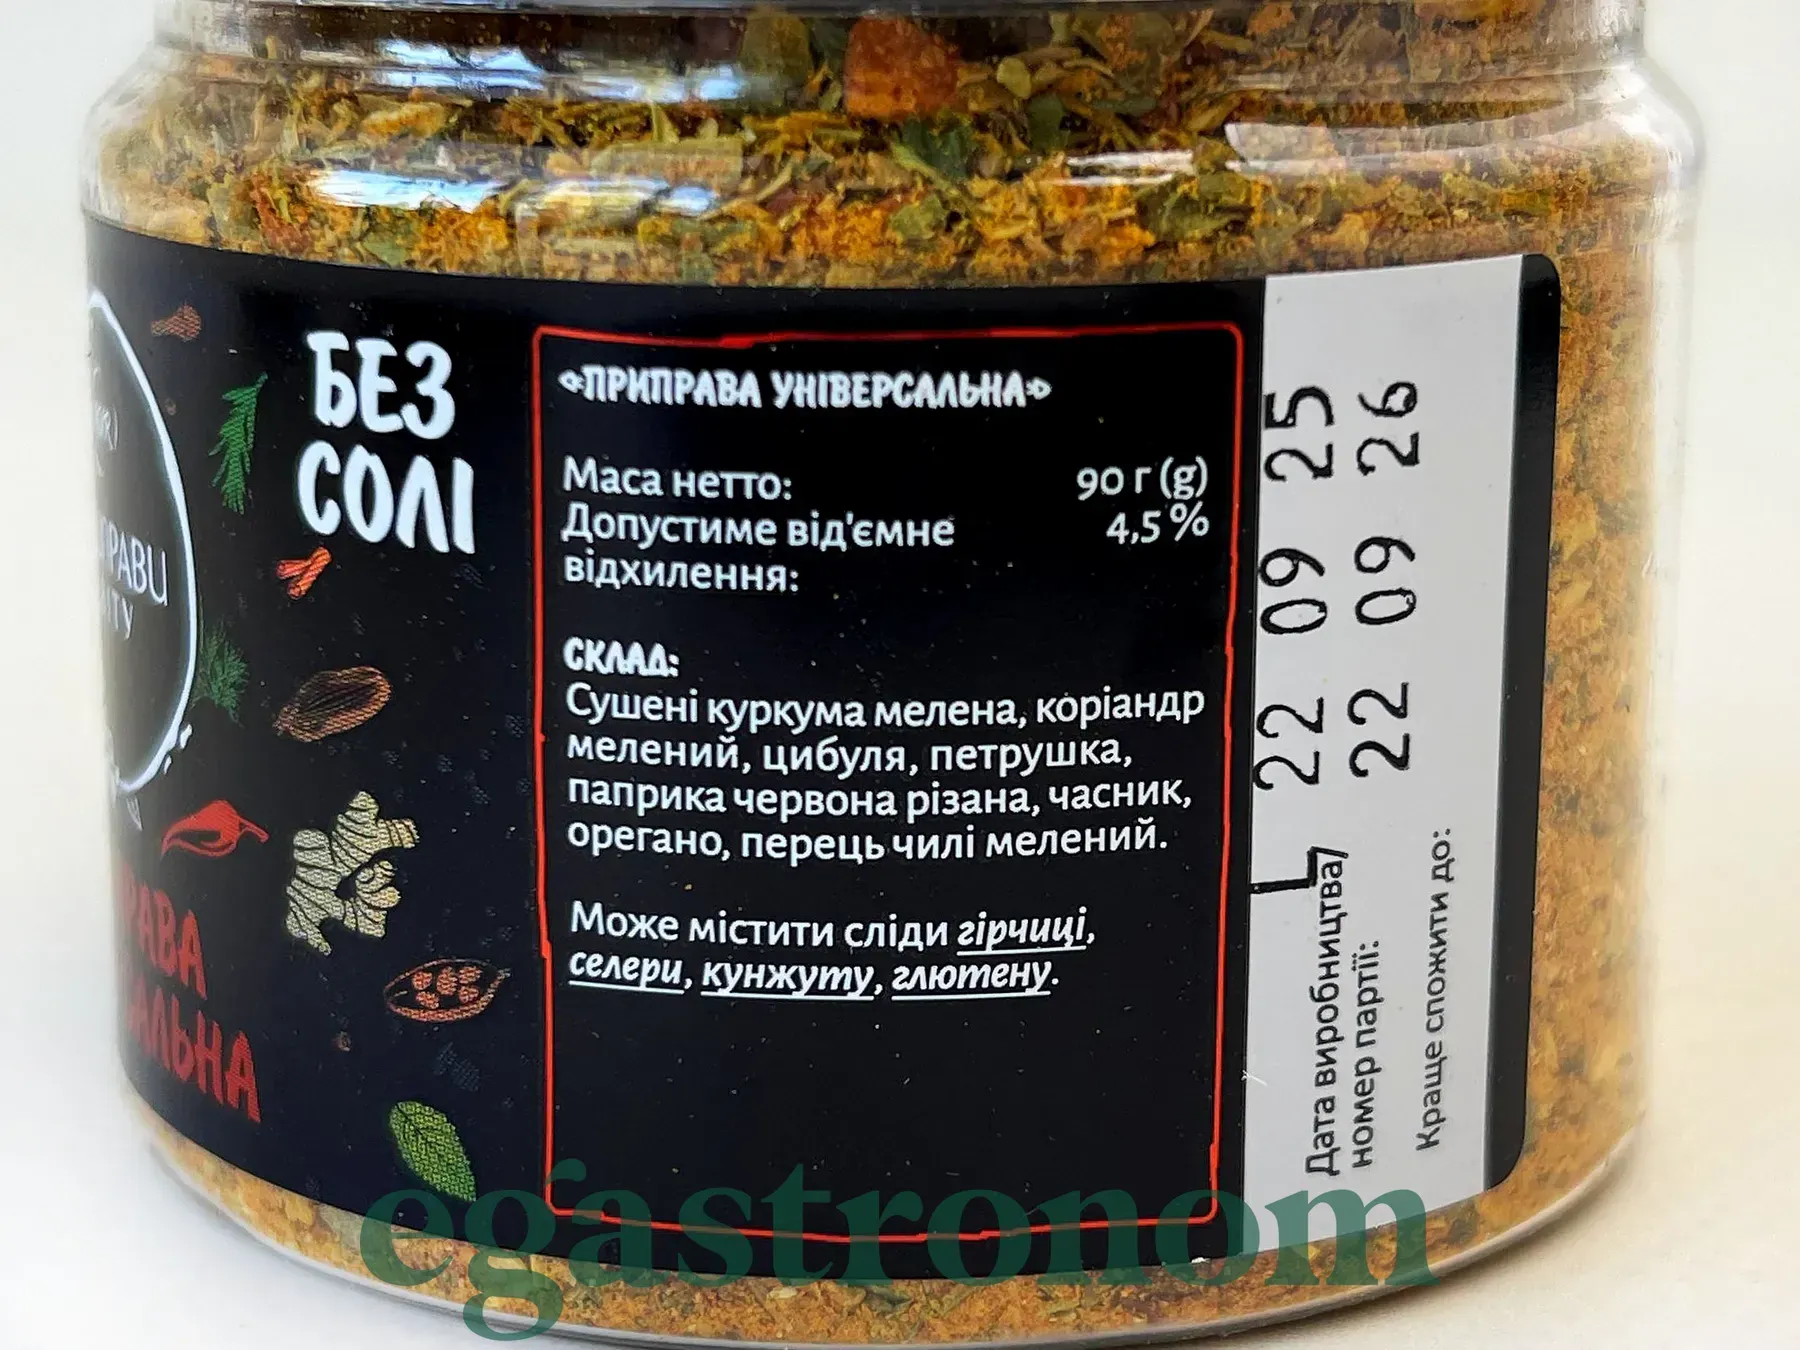 БЕЗ
СОЛІ
«ПРИПРАВА УНІВЕРСАЛЬНА»
Маса нетто: 90 г (g)
Допустиме від'ємне 4,5 %
відхилення:
СКЛАД:
Сушені куркума мелена, коріандр
мелений, цибуля, петрушка,
паприка червона різана, часник,
орегано, перець чилі мелений.
Може містити сліди гірчиці,
селери, кунжуту, глютену.
Дата виробництва/
номер партії:
L 22 09 25
Краще спожити до:
22 09 26
egastronom